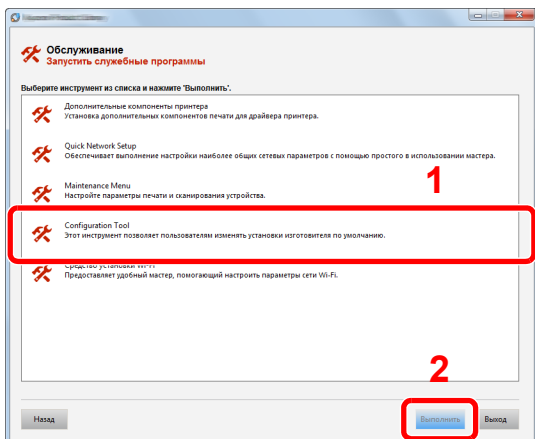 Обслуживание
Запустить служебные программы
Выберите инструмент из списка и нажмите 'Выполнить'.
Дополнительные компоненты принтера
Установка дополнительных компонентов печати для драйвера принтера.
Quick Network Setup
Обеспечивает выполнение настройки наиболее общих сетевых параметров с помощью простого в использовании мастера.
Maintenance Menu
Настройте параметры печати и сканирования устройства.
1
Configuration Tool
Этот инструмент позволяет пользователям изменять установки изготовителя по умолчанию.
Средство установки Wi-Fi
Предоставляет удобный мастер, помогающий настроить параметры сети Wi-Fi.
2
Назад
Выполнить
Выход